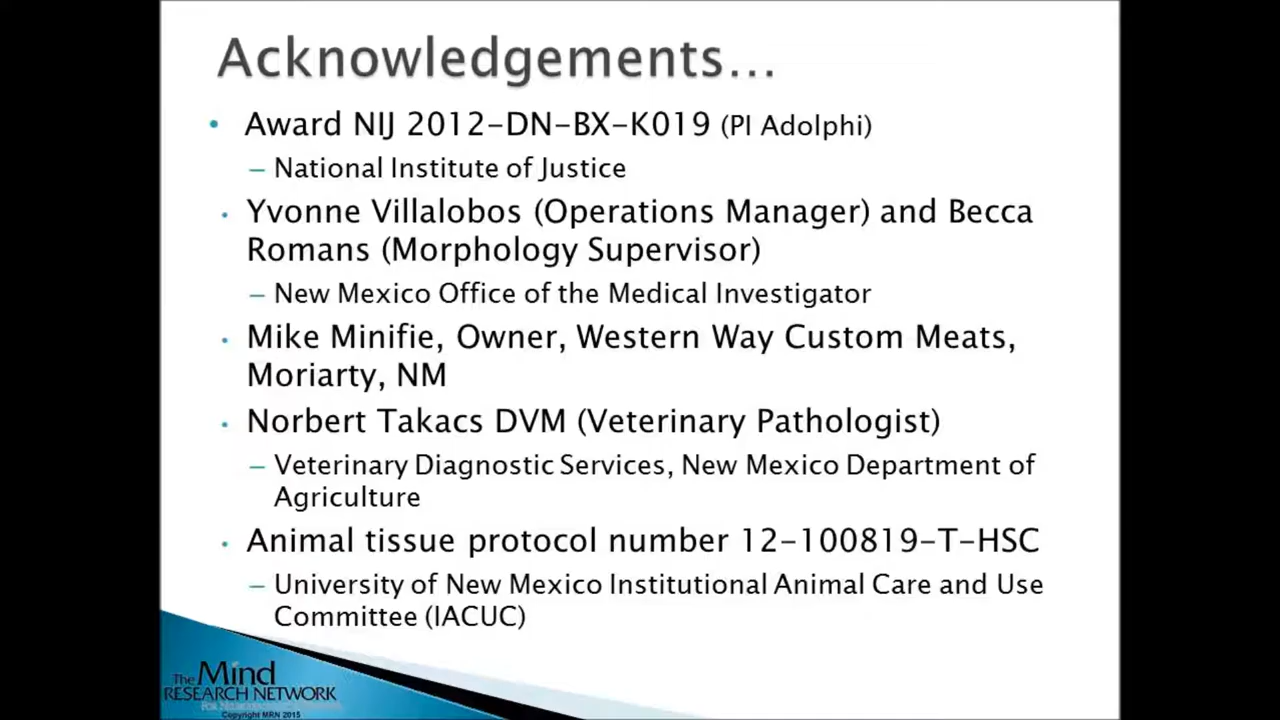 Acknowledgements...
• Award NIJ 2012-DN-BX-K019 (PI Adolphi)
– National Institute of Justice
• Yvonne Villalobos (Operations Manager) and Becca
Romans (Morphology Supervisor)
– New Mexico Office of the Medical Investigator
• Mike Minifie, Owner, Western Way Custom Meats,
Moriarty, NM
• Norbert Takacs DVM (Veterinary Pathologist)
– Veterinary Diagnostic Services, New Mexico Department of
Agriculture
• Animal tissue protocol number 12-100819-T-HSC
– University of New Mexico Institutional Animal Care and Use
Committee (IACUC)
The Mind
RESEARCH NETWORK
Copyright MRN 2015